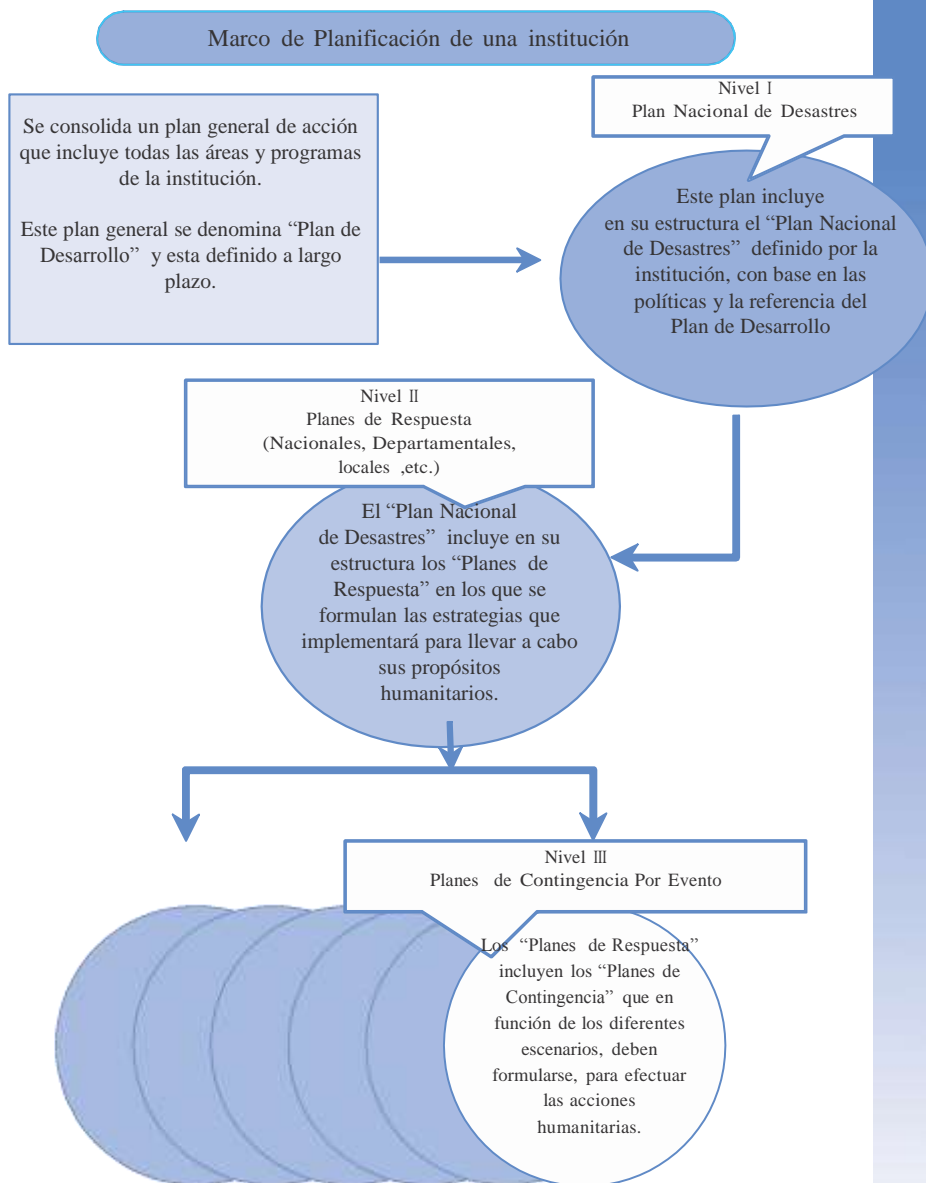 Marco de Planificación de una institución
Se consolida un plan general de acción
que incluye todas las áreas y programas
de la institución.
Este plan general se denomina “Plan de
Desarrollo” y esta definido a largo
plazo.
Nivel I
Plan Nacional de Desastres
Este plan incluye
en su estructura el “Plan Nacional
de Desastres” definido por la
institución, con base en las
políticas y la referencia del
Plan de Desarrollo
Nivel II
Planes de Respuesta
(Nacionales, Departamentales,
locales ,etc.)
El “Plan Nacional
de Desastres” incluye en su
estructura los “Planes de
Respuesta” en los que se
formulan las estrategias que
implementará para llevar a cabo
sus propósitos
humanitarios.
Nivel III
Planes de Contingencia Por Evento
Los “Planes de Respuesta”
incluyen los “Planes de
Contingencia” que en
función de los diferentes
escenarios, deben
formularse, para efectuar
las acciones
humanitarias.